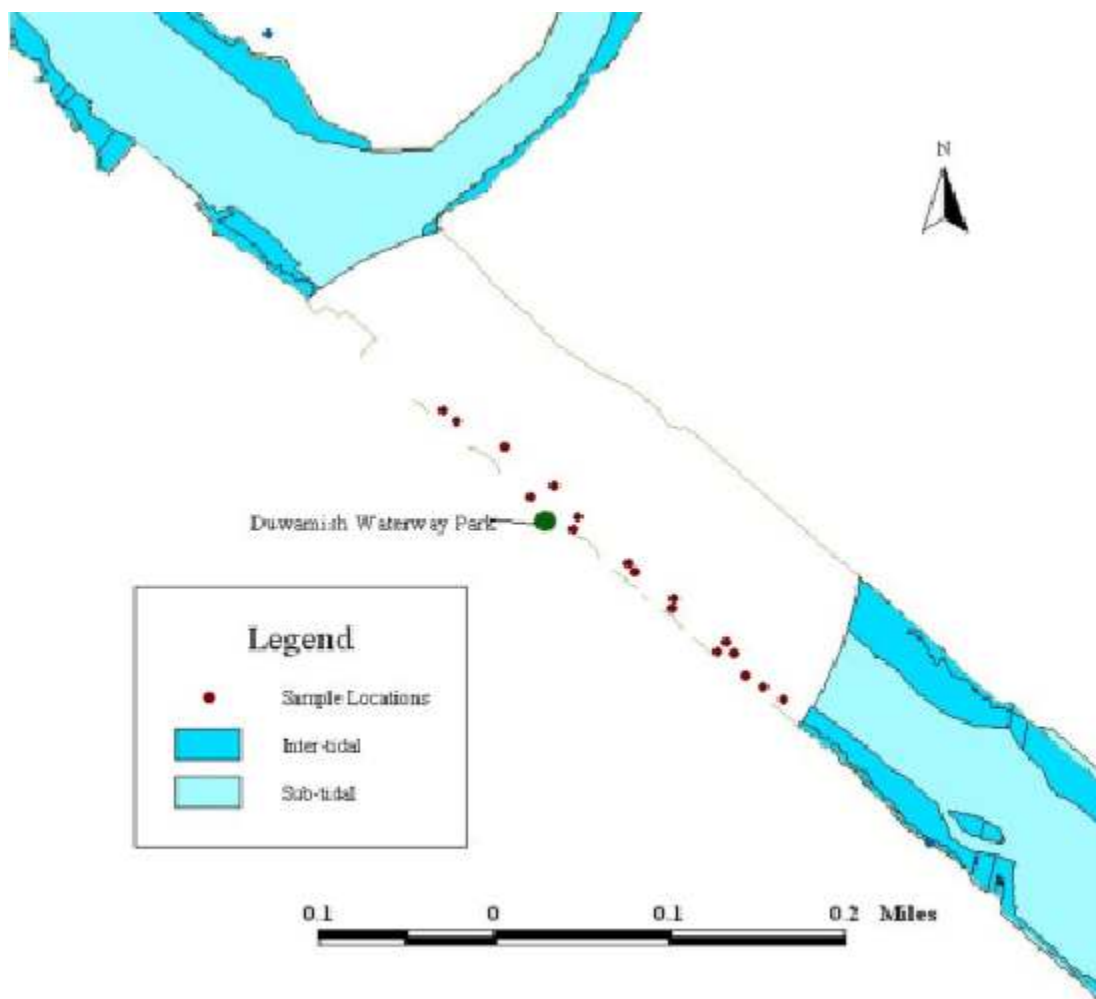 N
Duwamish Waterway Park
Legend
Sample Locations
Inter-tidal
Sub-tidal
0.1 0 0.1 0.2 Miles